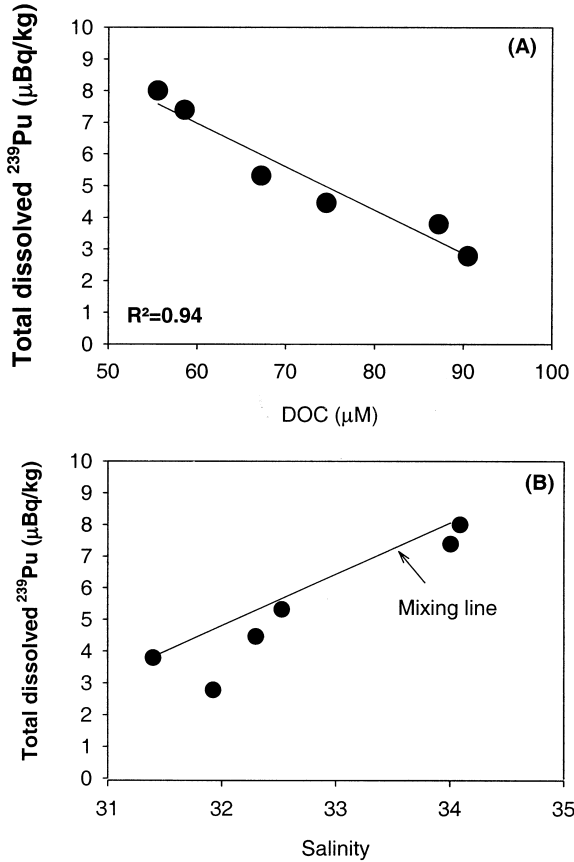 Total dissolved ²³⁹Pu (μBq/kg)
10
9
8
7
6
5
4
3
2
1
0
(A)
R²=0.94
50 60 70 80 90 100
DOC (μM)
Total dissolved ²³⁹Pu (μBq/kg)
10
9
8
7
6
5
4
3
2
1
0
(B)
Mixing line
31 32 33 34 35
Salinity